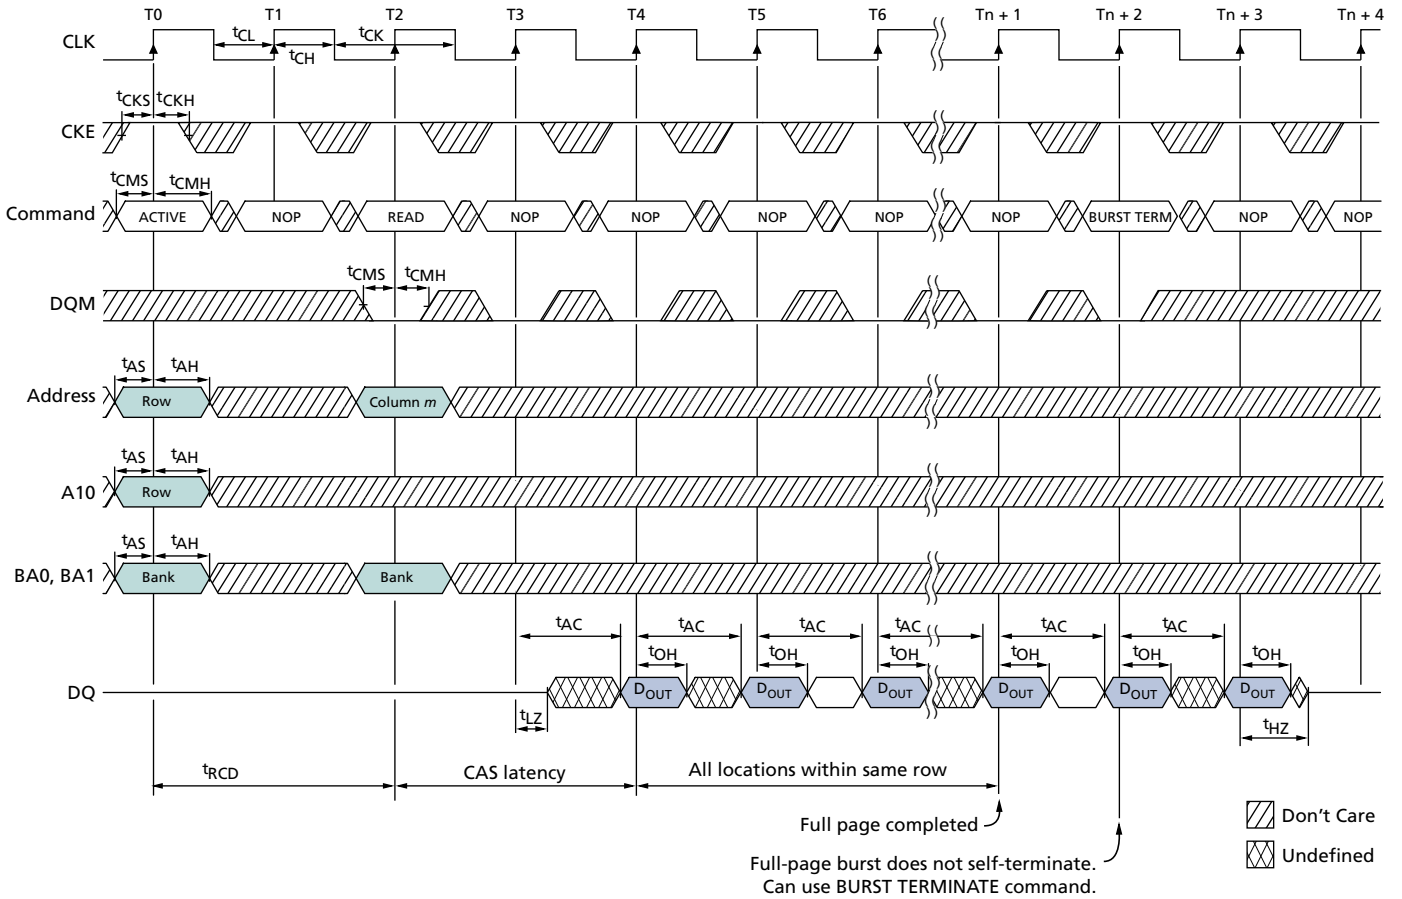 T0 T1 T2 T3 T4 T5 T6 Tn + 1 Tn + 2 Tn + 3 Tn + 4
CLK
tCL tCK
tCH
tCKS tCKH
CKE
tCMS tCMH
Command ACTIVE NOP READ NOP NOP NOP NOP NOP BURST TERM NOP NOP
tCMS tCMH
DQM
tAS tAH
Address Row Column m
tAS tAH
A10 Row
tAS tAH
BA0, BA1 Bank Bank
tAC tAC tAC tAC tAC tAC
tOH tOH tOH tOH tOH tOH
DQ DOUT DOUT DOUT DOUT DOUT DOUT
tLZ tHZ
tRCD CAS latency All locations within same row
Full page completed
Full-page burst does not self-terminate.
Can use BURST TERMINATE command.
Don't Care
Undefined